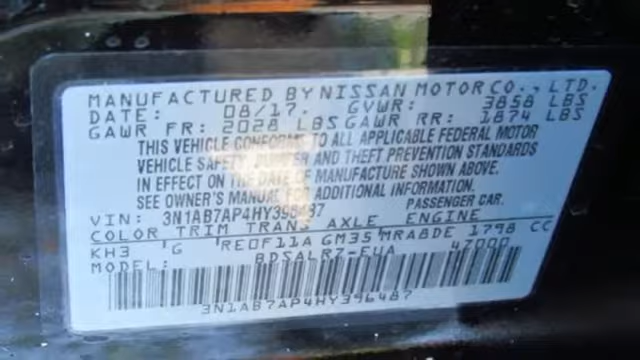 MANUFACTURED BY NISSAN MOTOR CO., LTD.
DATE: 08/17. GVWR: 3858 LBS
GAWR FR: 2028 LBS GAWR RR: 1874 LBS
THIS VEHICLE CONFORMS TO ALL APPLICABLE FEDERAL MOTOR
VEHICLE SAFETY, BUMPER AND THEFT PREVENTION STANDARDS
IN EFFECT ON THE DATE OF MANUFACTURE SHOWN ABOVE.
SEE OWNER'S MANUAL FOR ADDITIONAL INFORMATION.
VIN: 3N1AB7AP4HY396487 PASSENGER CAR.
COLOR TRIM TRANS AXLE ENGINE
KH3 G RE0F11A GM35 MRA8DE 1798 CC
MODEL: BDSALR7-EUA 47000
3N1AB7AP4HY396487